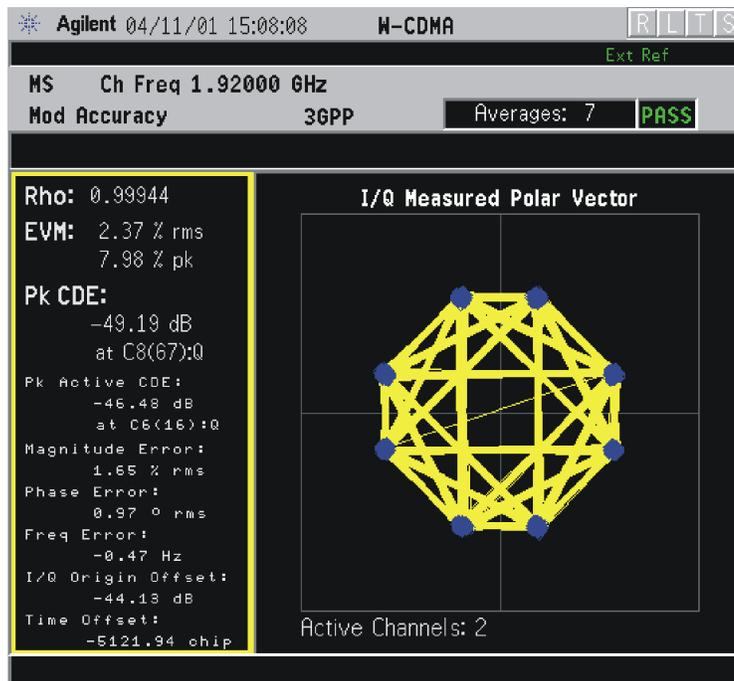 Agilent 04/11/01 15:08:08 W-CDMA R L T S
Ext Ref
MS Ch Freq 1.92000 GHz
Mod Accuracy 3GPP Averages: 7 PASS
Rho: 0.99944
EVM: 2.37 % rms
7.98 % pk
Pk CDE:
-49.19 dB
at C8(67):Q
Pk Active CDE:
-46.48 dB
at C6(16):Q
Magnitude Error:
1.65 % rms
Phase Error:
0.97 º rms
Freq Error:
-0.47 Hz
I/Q Origin Offset:
-44.13 dB
Time Offset:
-5121.94 chip
I/Q Measured Polar Vector
Active Channels: 2